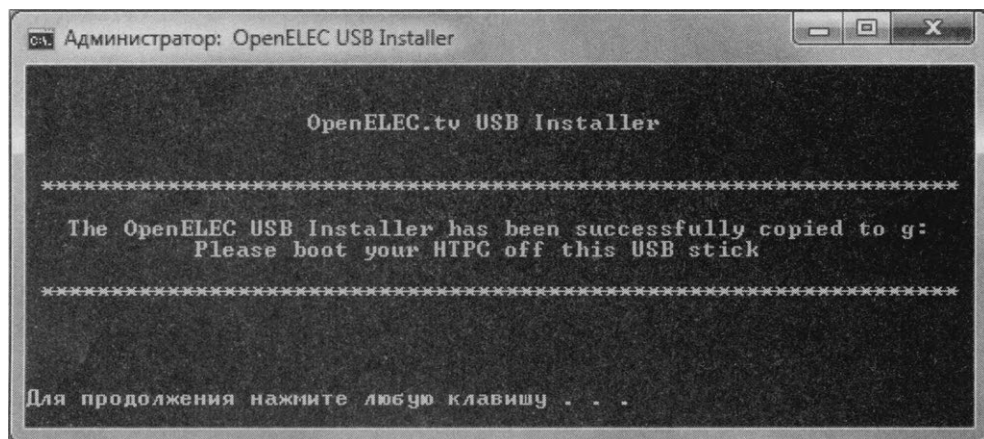 Администратор: OpenELEC USB Installer
OpenELEC.tv USB Installer
*****************************************************************
The OpenELEC USB Installer has been successfully copied to g:
Please boot your HTPC off this USB stick
*****************************************************************
Для продолжения нажмите любую клавишу . . .